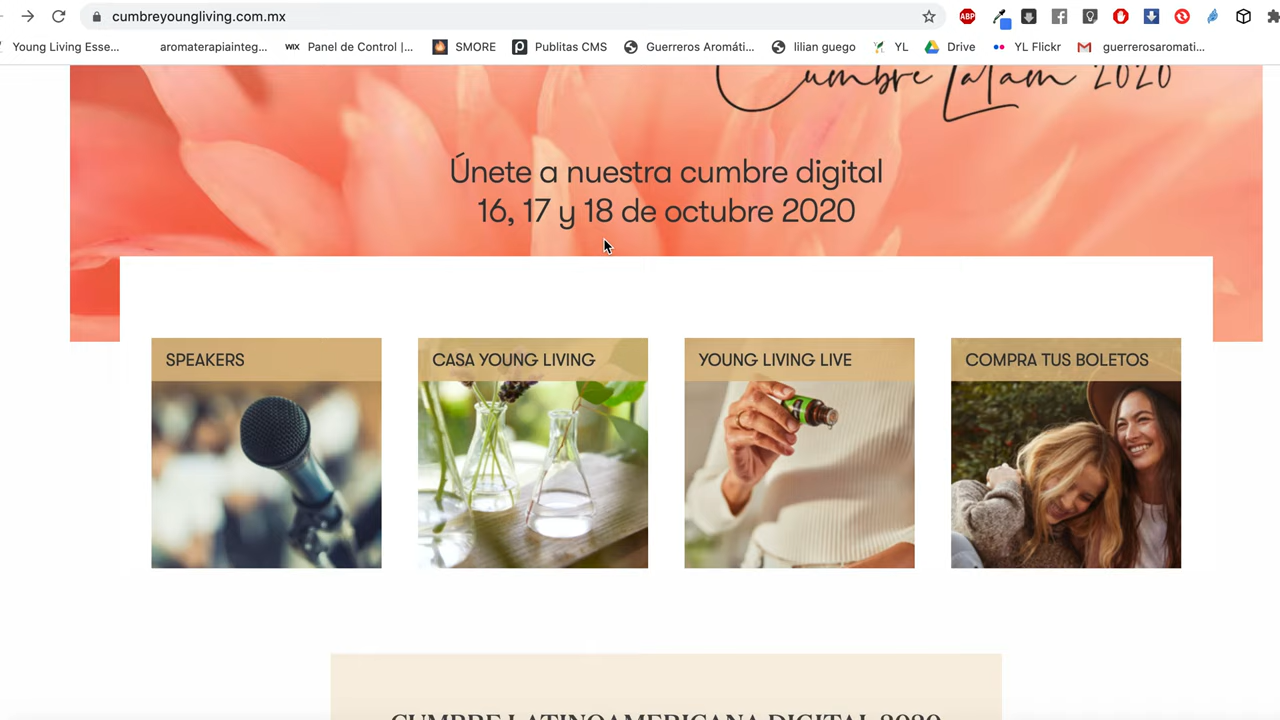 cumbreyoungliving.com.mx
ABP
Young Living Esse...
aromaterapiainteg...
WIX Panel de Control |...
SMORE
Publitas CMS
Guerreros Aromáti...
lilian guego
YL
Drive
YL Flickr
guerrerosaromati...
Cumbre Latam 2020
Únete a nuestra cumbre digital
16, 17 y 18 de octubre 2020
SPEAKERS
CASA YOUNG LIVING
YOUNG LIVING LIVE
COMPRA TUS BOLETOS
CUMBRE LATINOAMERICANA DIGITAL 2020